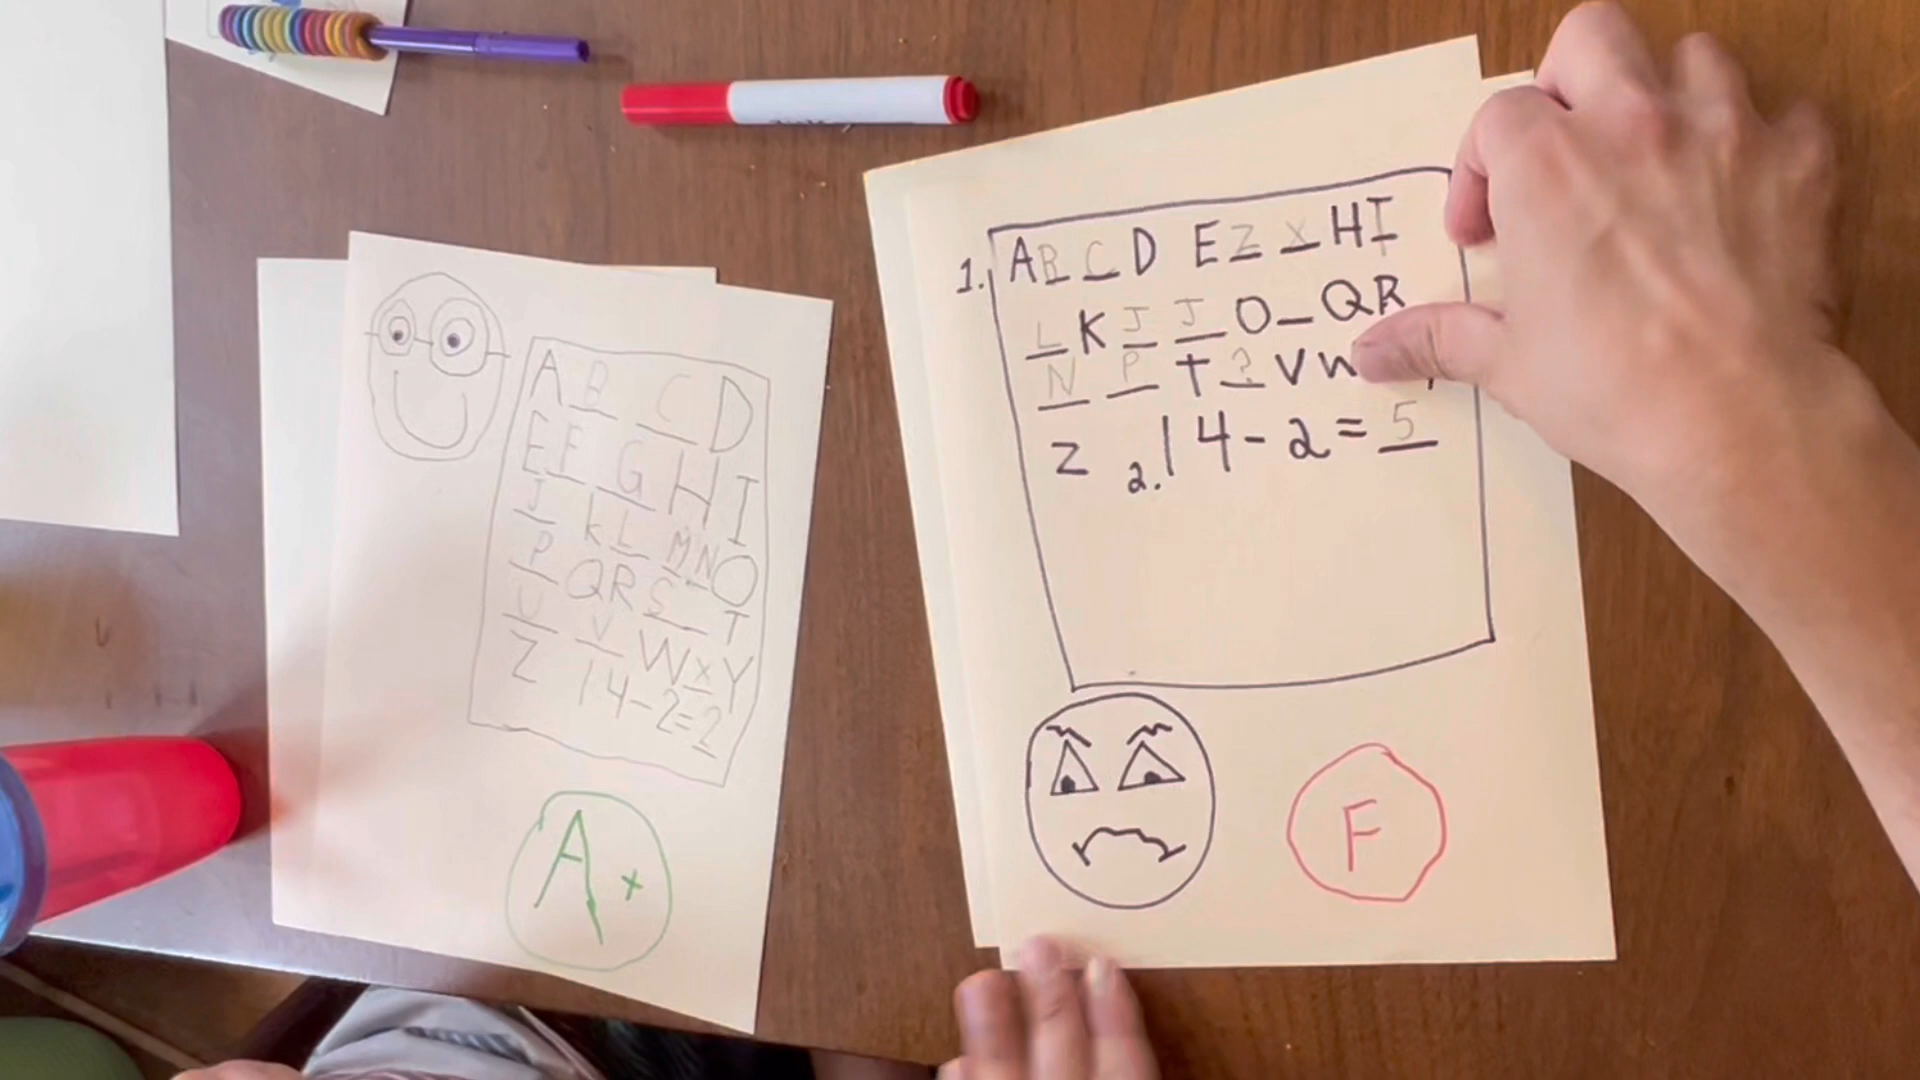 A B C D
E F G H I
J K L M N O
P Q R S T
U V W X Y
Z 14-2=2
A+
1. A B C D E Z X H I
L K J J O _ Q R
N P T ? V W
Z 2. 14-2= 5
F